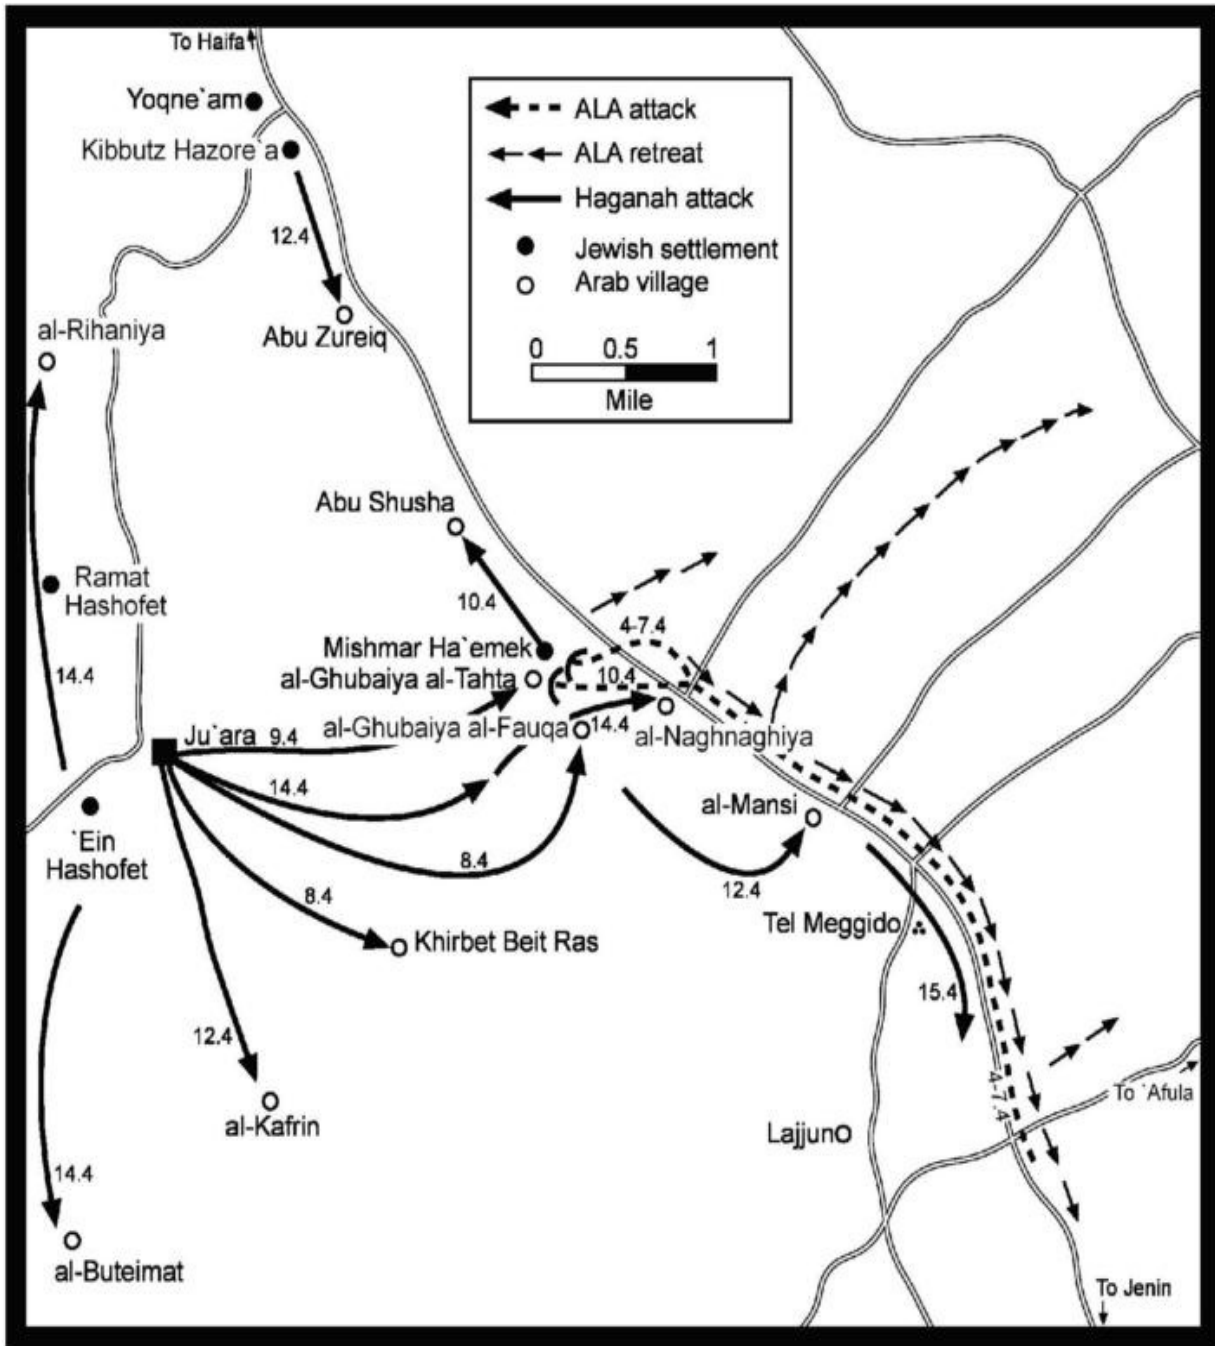 To Haifa
Yoqne`am
Kibbutz Hazore`a
12.4
al-Rihaniya
Abu Zureiq
ALA attack
ALA retreat
Haganah attack
Jewish settlement
Arab village
0 0.5 1
Mile
Abu Shusha
10.4
Ramat
Hashofet
14.4
4-7.4
Mishmar Ha`emek
al-Ghubaiya al-Tahta
10.4
al-Ghubaiya al-Fauqa
14.4
al-Naghnaghiya
Ju`ara
9.4
14.4
al-Mansi
`Ein
Hashofet
8.4
12.4
8.4
Khirbet Beit Ras
Tel Meggido
15.4
12.4
al-Kafrin
4-7.4
To `Afula
Lajjun
14.4
al-Buteimat
To Jenin